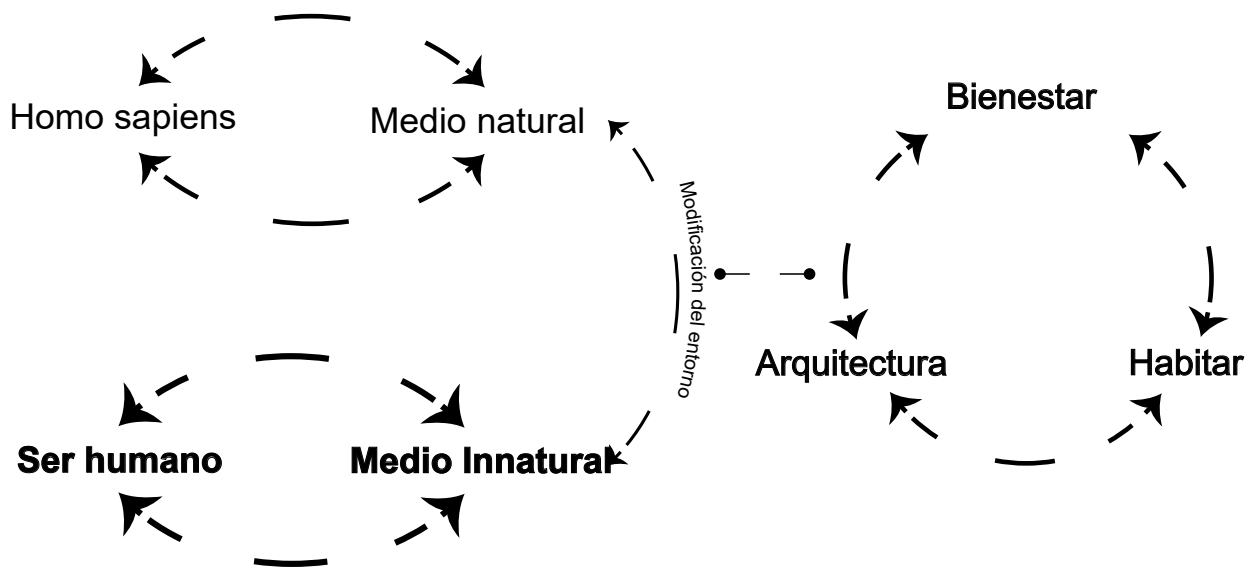 Homo sapiens
Medio natural
Modificación del entorno
Ser humano
Medio Innatural
Bienestar
Arquitectura
Habitar